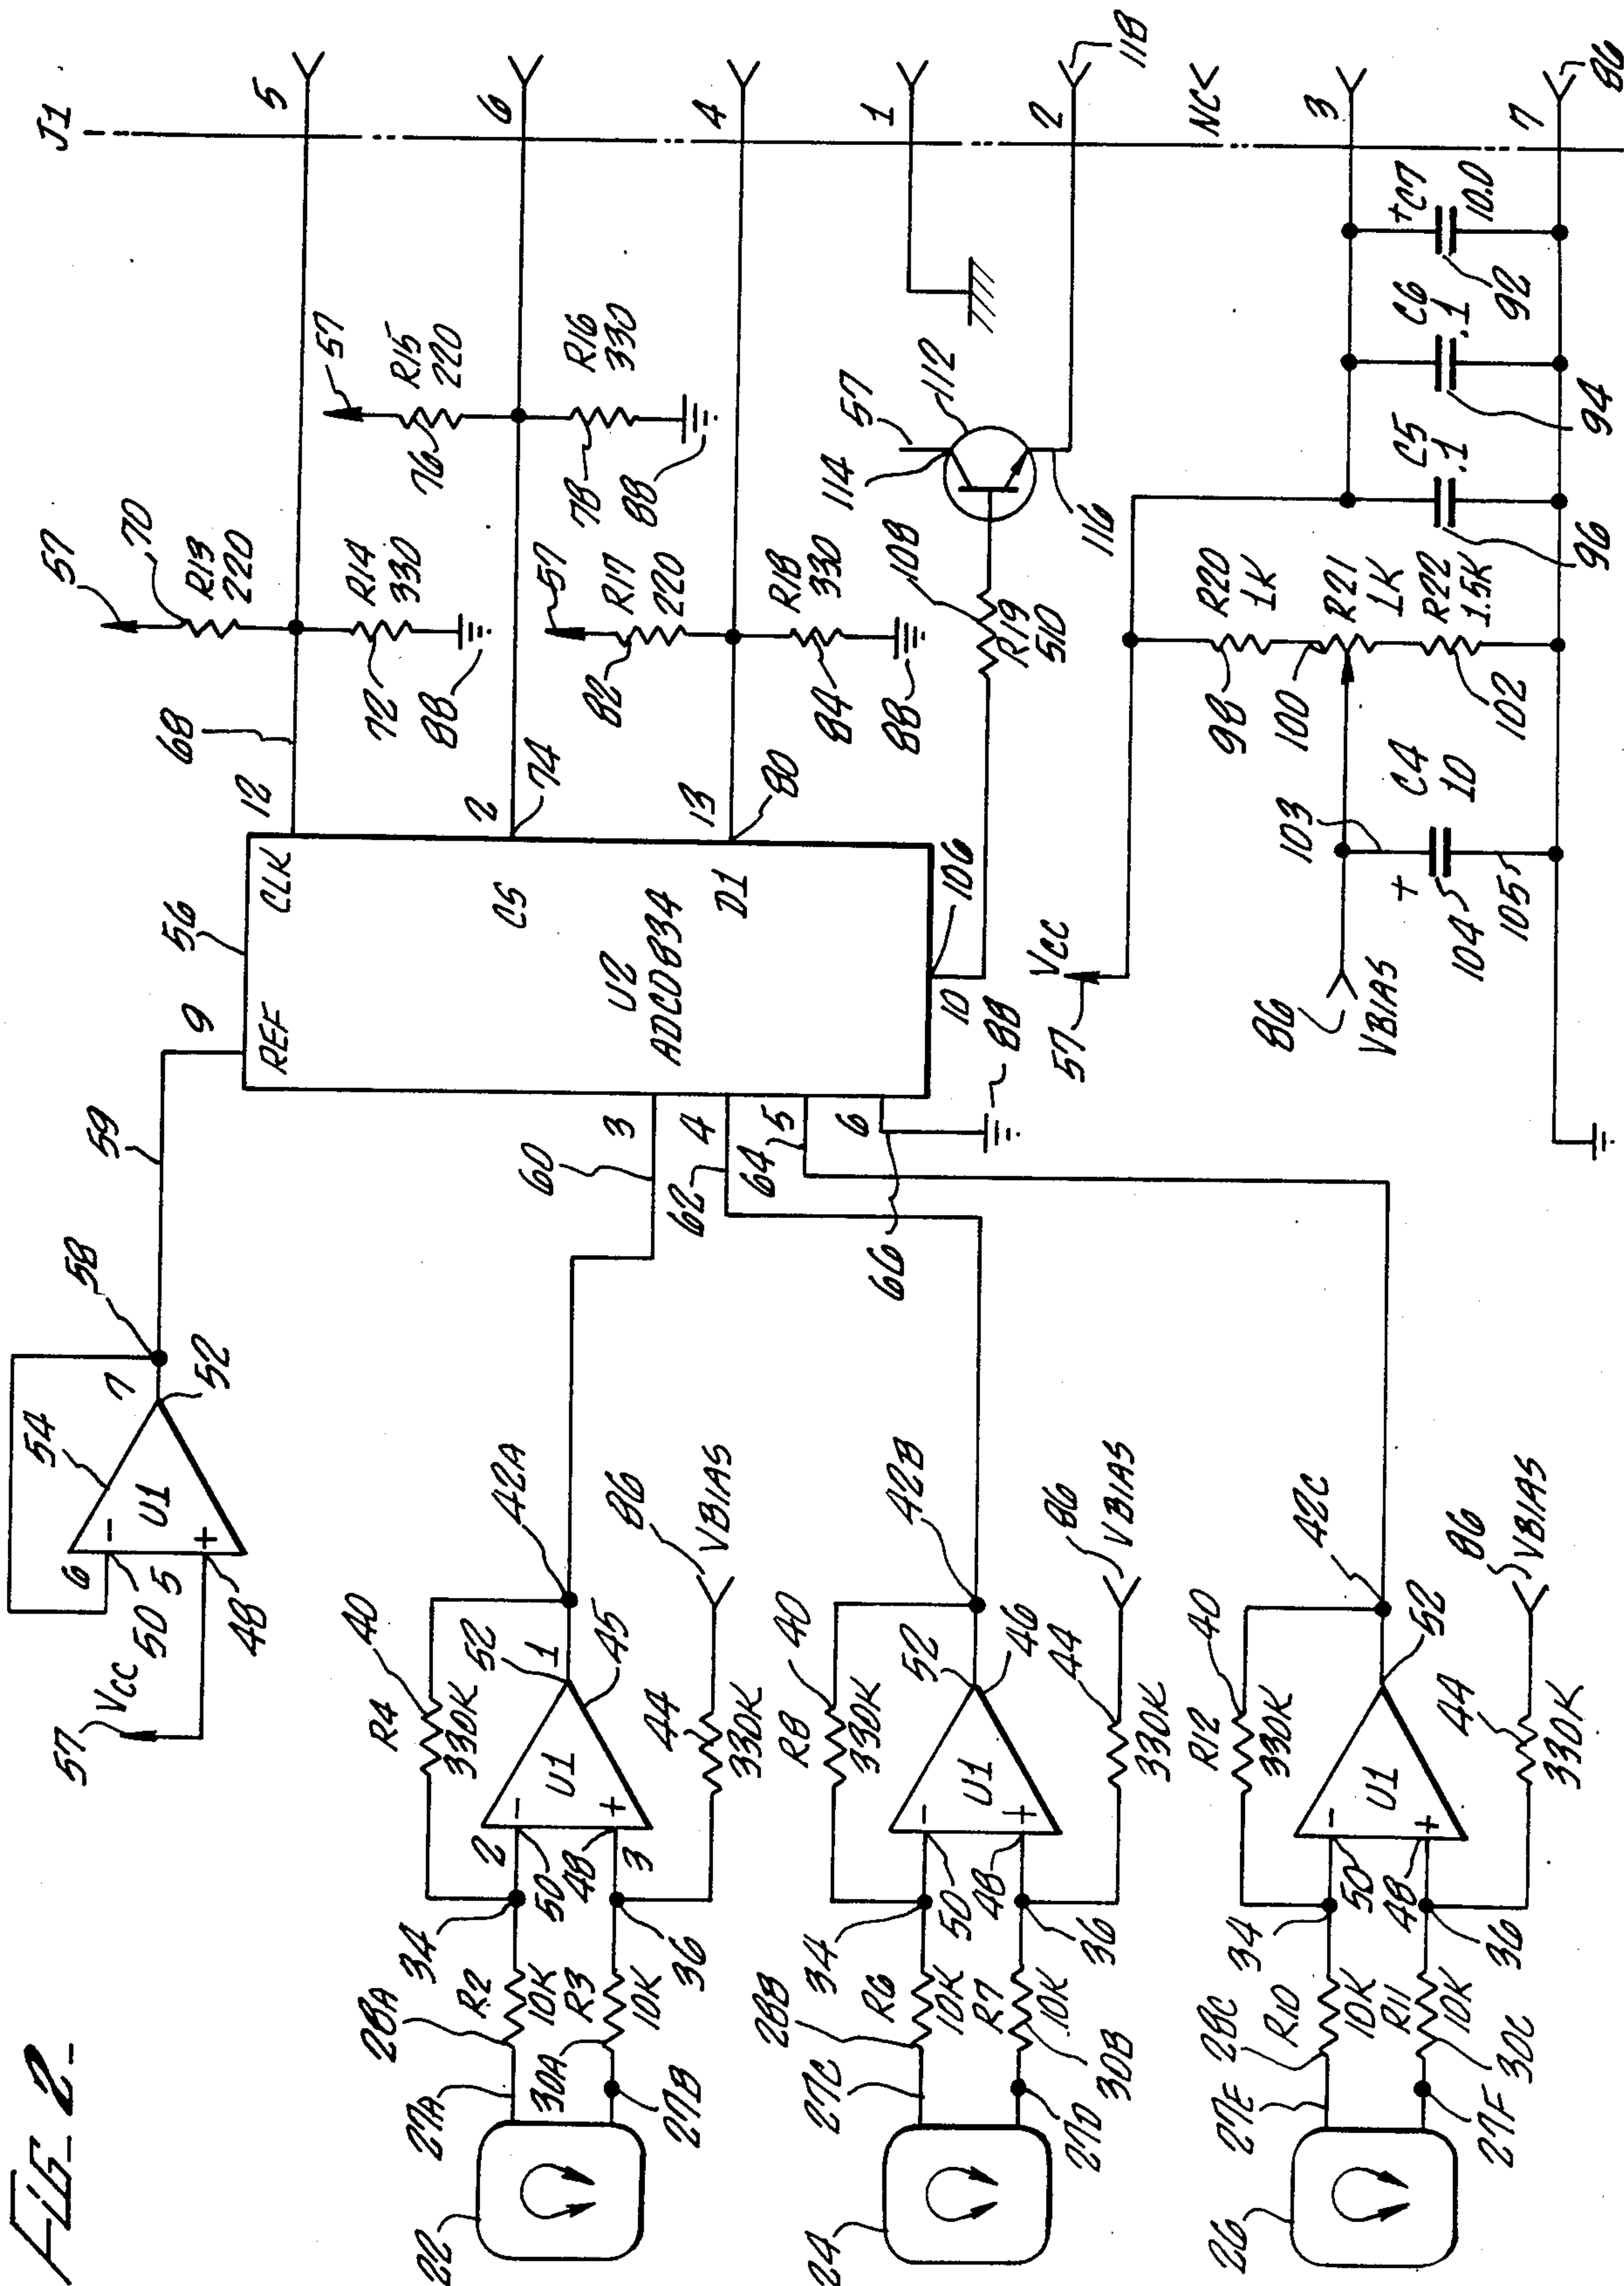 FIG. 2.
J1
57
VCC
6
50
5
48
54
U1
7
52
58
59
9
56
REF
CLK
12
68
57
70
R13
220
R14
330
72
88
5
CS
2
74
57
R15
220
76
R16
330
78
88
6
U2
ADC0834
D1
13
80
57
R17
220
82
R18
330
84
88
4
1
60
3
62
4
64
5
66
6
88
10
106
R19
510
108
114
57
112
116
2
118
NC
22
27A
28A
R2
10K
34
2
50
R4
330K
40
U1
52
1
45
42A
27B
30A
R3
10K
36
3
48
44
330K
86
VBIAS
24
27C
28B
R6
10K
34
50
R8
330K
40
U1
52
46
42B
27D
30B
R7
10K
36
48
44
330K
86
VBIAS
26
27E
28C
R10
10K
34
50
R12
330K
40
U1
52
42C
27F
30C
R11
10K
36
48
44
330K
86
VBIAS
57
VCC
86
VBIAS
103
+
C4
10
104
105
98
R20
1K
100
R21
1K
R22
1.5K
102
C5
.1
96
C6
.1
94
+C7
10.0
92
3
7
86